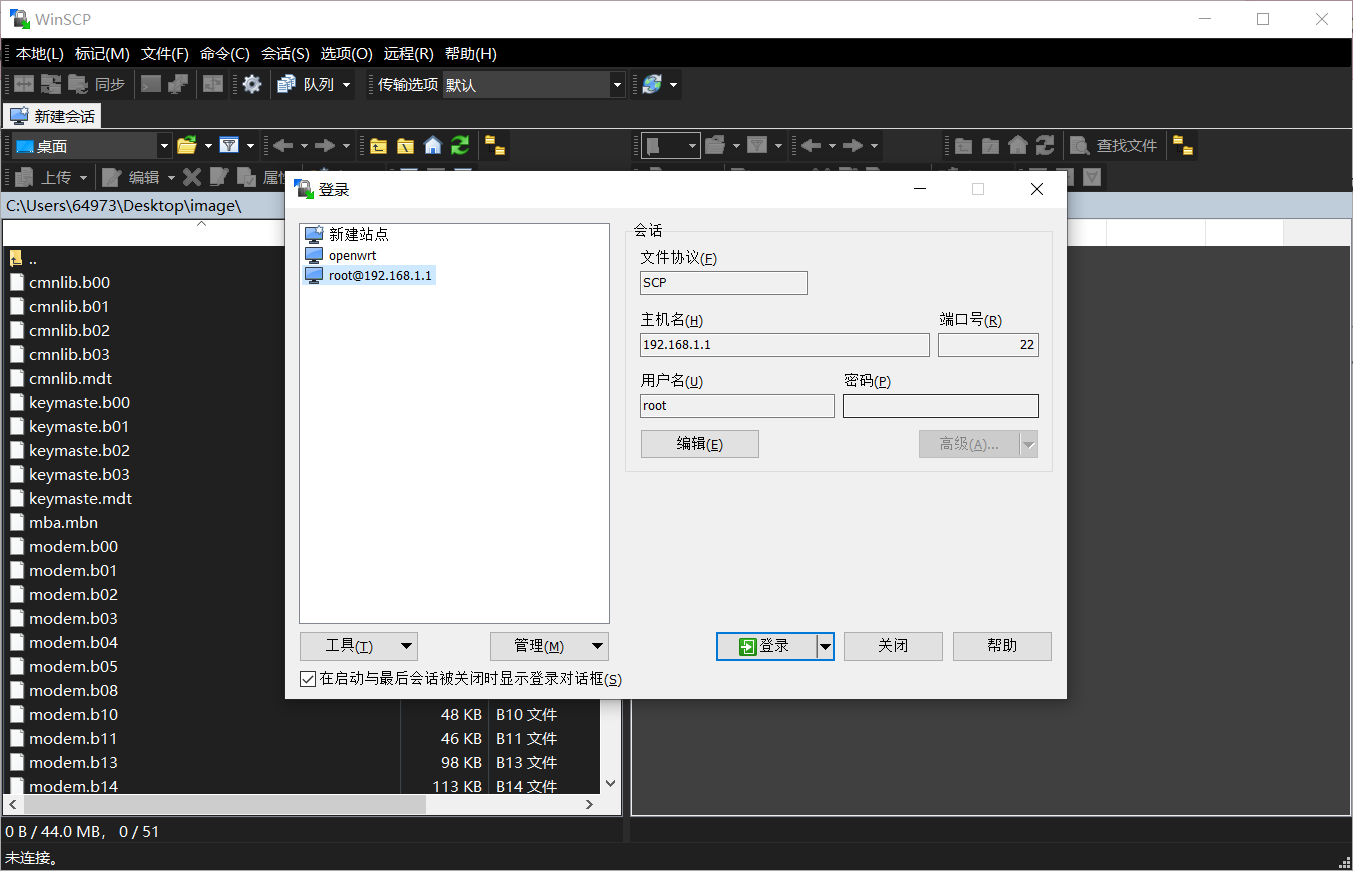 WinSCP
本地(L) 标记(M) 文件(F) 命令(C) 会话(S) 选项(O) 远程(R) 帮助(H)
同步 队列 传输选项 默认
新建会话
桌面 查找文件
上传 编辑
C:\Users\64973\Desktop\image\
..
cmnlib.b00
cmnlib.b01
cmnlib.b02
cmnlib.b03
cmnlib.mdt
keymaste.b00
keymaste.b01
keymaste.b02
keymaste.b03
keymaste.mdt
mba.mbn
modem.b00
modem.b01
modem.b02
modem.b03
modem.b04
modem.b05
modem.b08
modem.b10 48 KB B10 文件
modem.b11 46 KB B11 文件
modem.b13 98 KB B13 文件
modem.b14 113 KB B14 文件
0 B / 44.0 MB， 0 / 51
未连接。
登录
新建站点
openwrt
root@192.168.1.1
会话
文件协议(F)
SCP
主机名(H) 端口号(R)
192.168.1.1 22
用户名(U) 密码(P)
root
编辑(E) 高级(A)...
工具(T) 管理(M) 登录 关闭 帮助
在启动与最后会话被关闭时显示登录对话框(S)